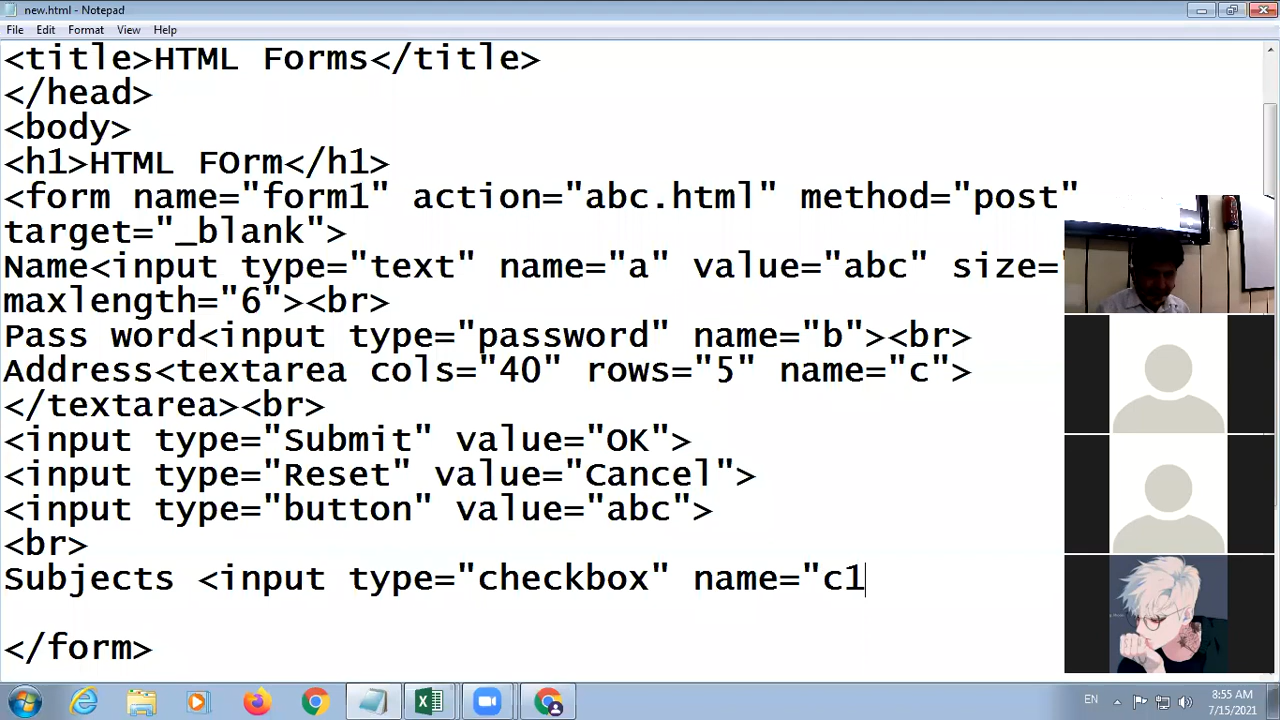 new.html - Notepad
File Edit Format View Help
<title>HTML Forms</title>
</head>
<body>
<h1>HTML FOrm</h1>
<form name="form1" action="abc.html" method="post"
target="_blank">
Name<input type="text" name="a" value="abc" size="
maxlength="6"><br>
Pass word<input type="password" name="b"><br>
Address<textarea cols="40" rows="5" name="c">
</textarea><br>
<input type="Submit" value="OK">
<input type="Reset" value="Cancel">
<input type="button" value="abc">
<br>
Subjects <input type="checkbox" name="c1
</form>
EN
8:55 AM
7/15/2021